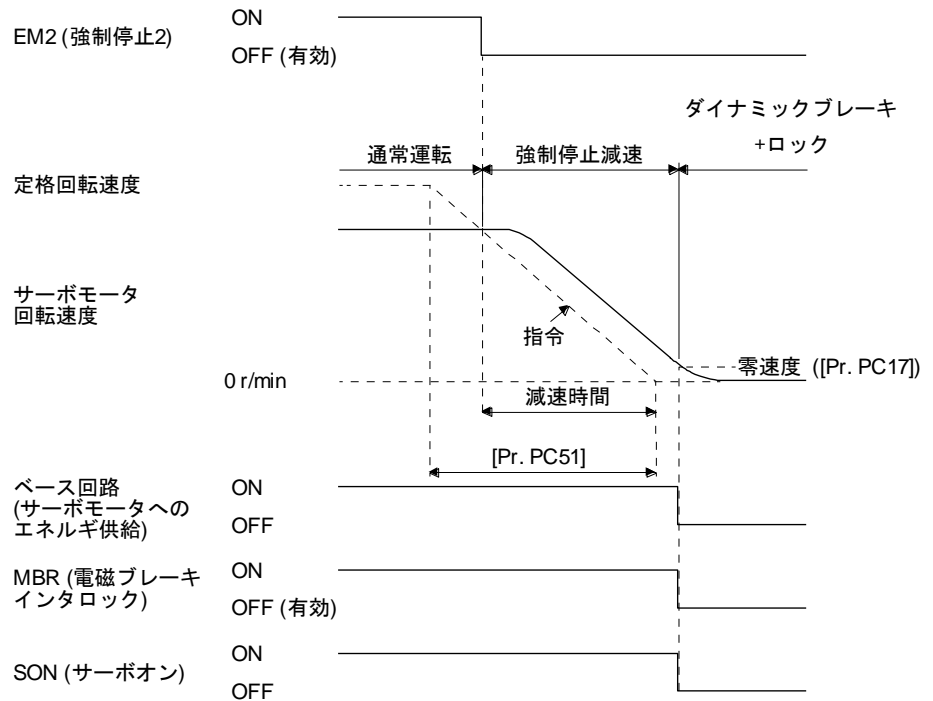 ON
EM2 (強制停止2)
OFF (有効)
ダイナミックブレーキ
+ロック
通常運転
強制停止減速
定格回転速度
サーボモータ
回転速度
指令
零速度 ([Pr. PC17])
0 r/min
減速時間
[Pr. PC51]
ベース回路
(サーボモータへの
エネルギ供給)
ON
OFF
MBR (電磁ブレーキ
インタロック)
ON
OFF (有効)
SON (サーボオン)
ON
OFF